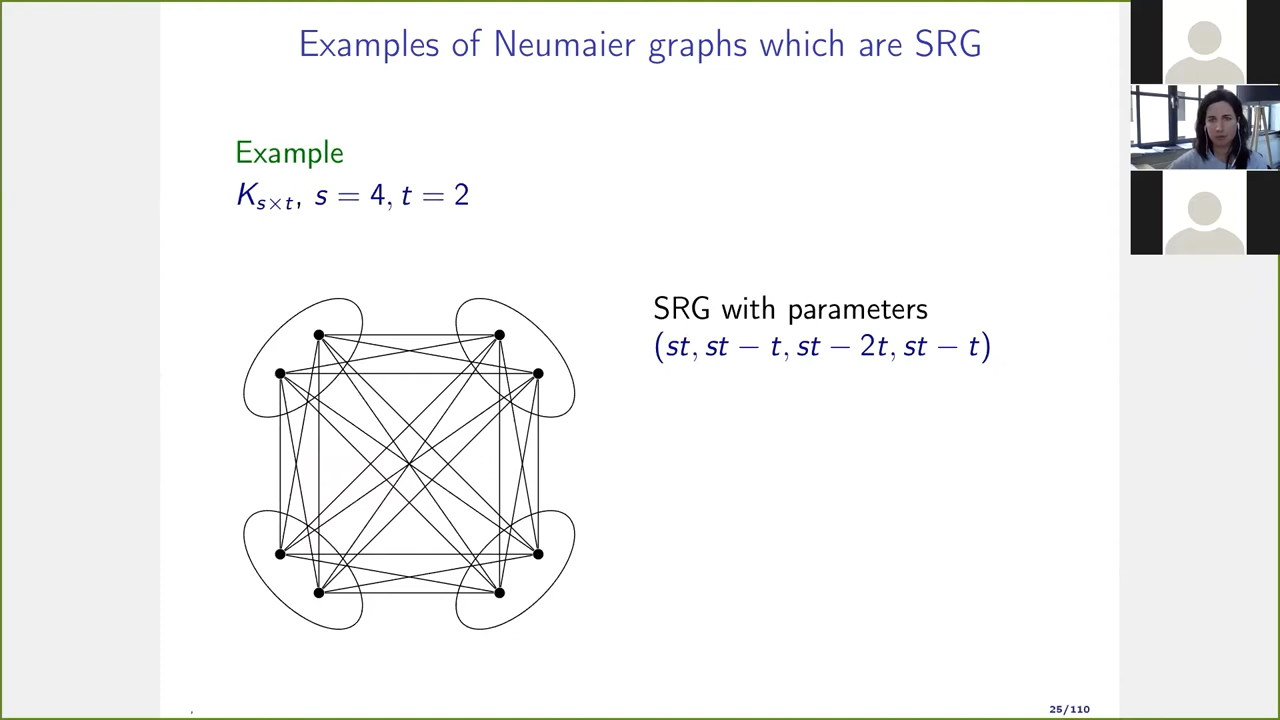 Examples of Neumaier graphs which are SRG
Example
K_{s×t}, s = 4, t = 2
SRG with parameters
(st, st − t, st − 2t, st − t)
,
25/110